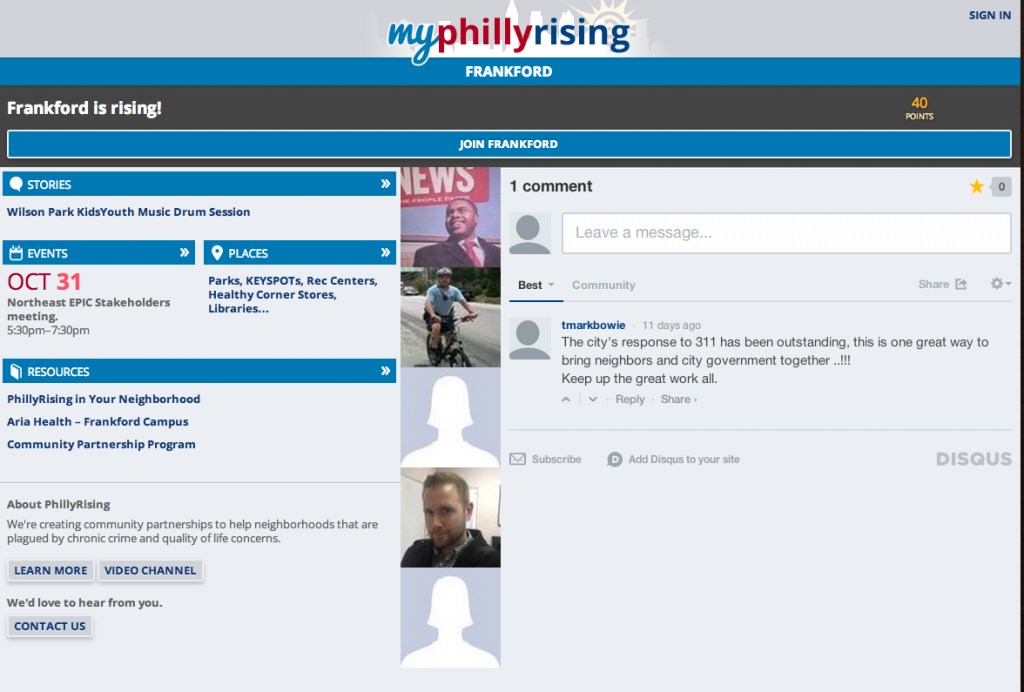 myphillyrising
SIGN IN
FRANKFORD
Frankford is rising!
40
POINTS
JOIN FRANKFORD
STORIES »
Wilson Park KidsYouth Music Drum Session
EVENTS »
OCT 31
Northeast EPIC Stakeholders
meeting.
5:30pm–7:30pm
PLACES »
Parks, KEYSPOTs, Rec Centers,
Healthy Corner Stores,
Libraries...
RESOURCES »
PhillyRising in Your Neighborhood
Aria Health – Frankford Campus
Community Partnership Program
About PhillyRising
We're creating community partnerships to help neighborhoods that are
plagued by chronic crime and quality of life concerns.
LEARN MORE VIDEO CHANNEL
We'd love to hear from you.
CONTACT US
NEWS
THE PEOPLE PAPER
1 comment
0
Leave a message...
Best Community Share
tmarkbowie · 11 days ago
The city's response to 311 has been outstanding, this is one great way to
bring neighbors and city government together ..!!!
Keep up the great work all.
· Reply · Share ›
Subscribe D Add Disqus to your site DISQUS